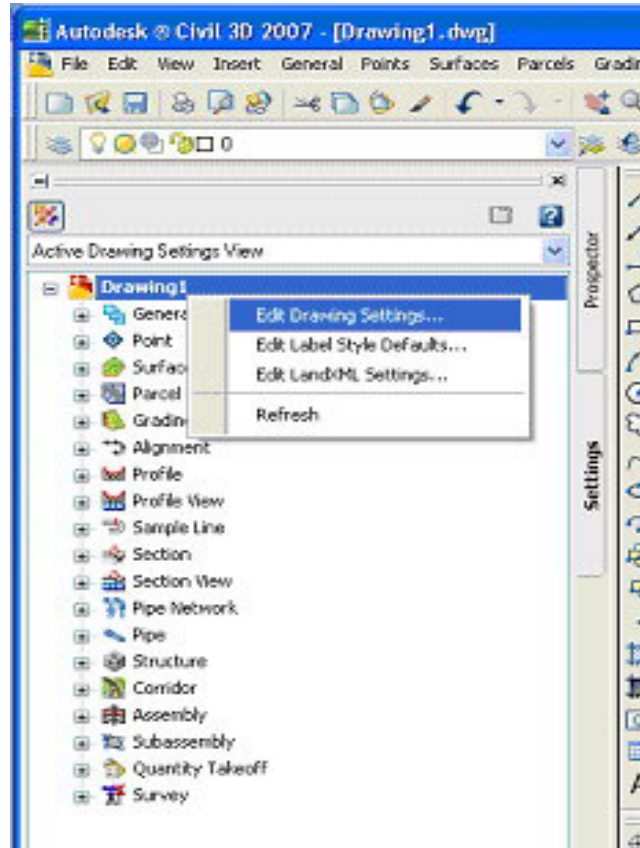 Autodesk ® Civil 3D 2007 - [Drawing1.dwg]
File Edit View Insert General Points Surfaces Parcels
0
Active Drawing Settings View
Prospector
Drawing1
Edit Drawing Settings...
Edit Label Style Defaults...
Edit LandXML Settings...
Refresh
Point
Parcel
Alignment
Profile
Profile View
Sample Line
Section
Section View
Settings
Pipe Network
Pipe
Structure
Corridor
Assembly
Subassembly
Quantity Takeoff
Survey